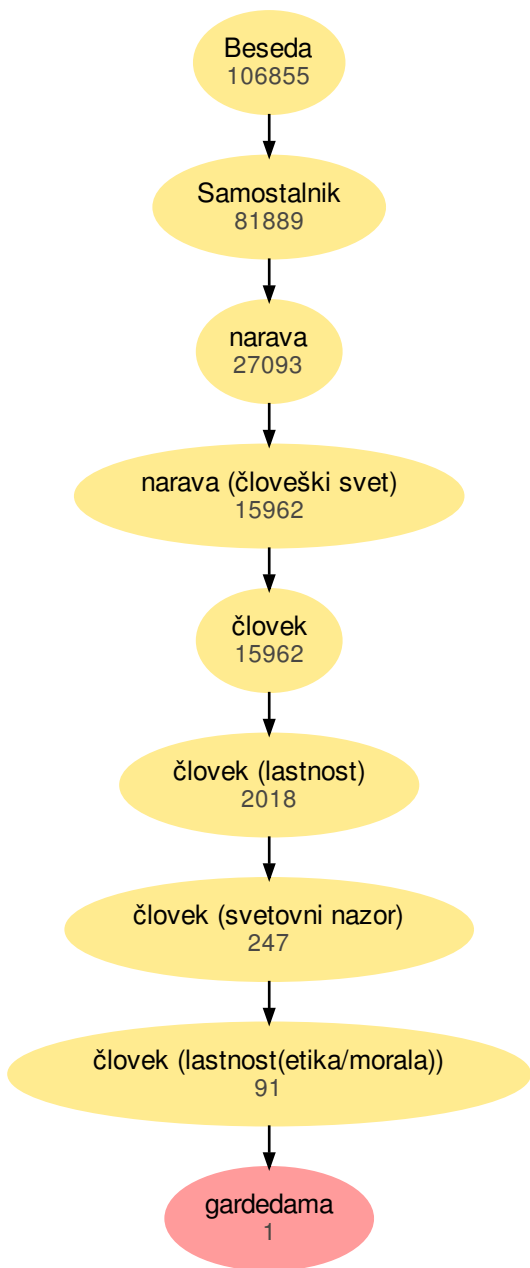 Beseda
106855
Samostalnik
81889
narava
27093
narava (človeški svet)
15962
človek
15962
človek (lastnost)
2018
človek (svetovni nazor)
247
človek (lastnost(etika/morala))
91
gardedama
1